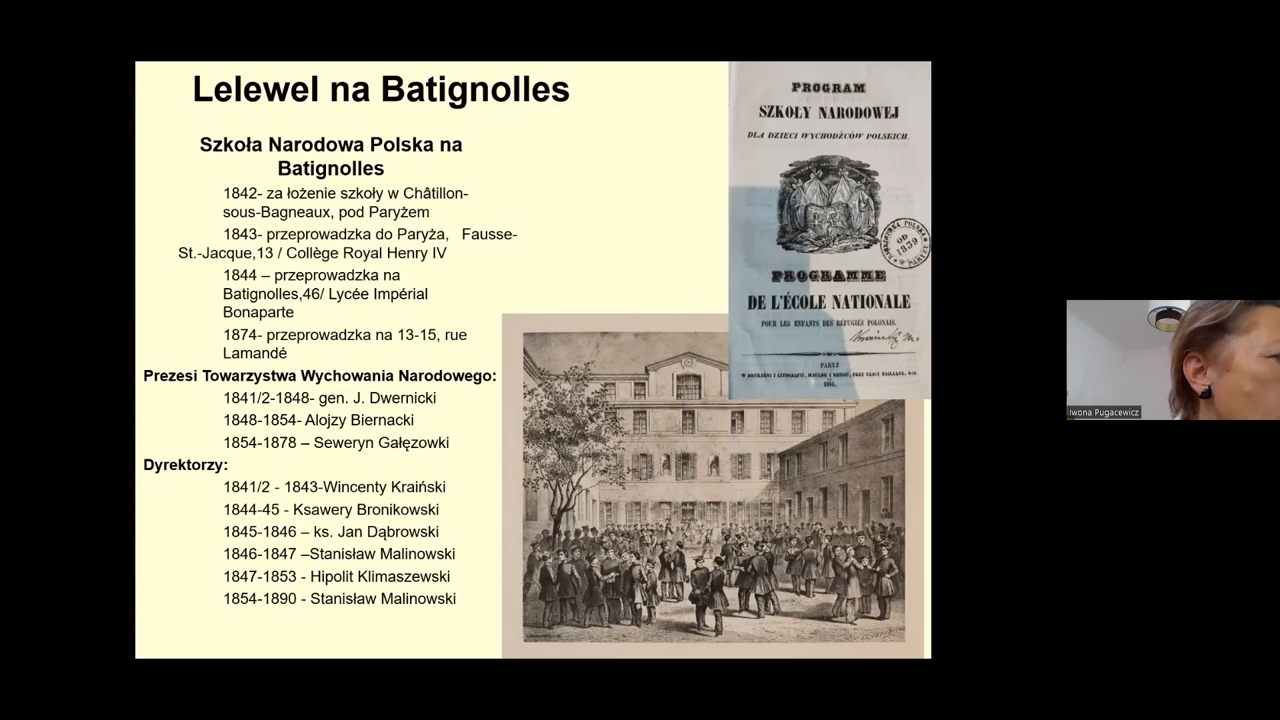 Lelewel na Batignolles
Szkoła Narodowa Polska na
Batignolles
1842- za łożenie szkoły w Châtillon-
sous-Bagneaux, pod Paryżem
1843- przeprowadzka do Paryża, Fausse-
St.-Jacque,13 / Collège Royal Henry IV
1844 – przeprowadzka na
Batignolles,46/ Lycée Impérial
Bonaparte
1874- przeprowadzka na 13-15, rue
Lamandé
Prezesi Towarzystwa Wychowania Narodowego:
1841/2-1848- gen. J. Dwernicki
1848-1854- Alojzy Biernacki
1854-1878 – Seweryn Gałęzowki
Dyrektorzy:
1841/2 - 1843-Wincenty Kraiński
1844-45 - Ksawery Bronikowski
1845-1846 – ks. Jan Dąbrowski
1846-1847 –Stanisław Malinowski
1847-1853 - Hipolit Klimaszewski
1854-1890 - Stanisław Malinowski
PROGRAM
SZKOŁY NARODOWEJ
DLA DZIECI WYCHODŹCÓW POLSKICH.
OD
1839
PROGRAMME
DE L'ÉCOLE NATIONALE
POUR LES ENFANTS DES RÉFUGIÉS POLONAIS.
PARYŻ
Iwona Pugacewicz